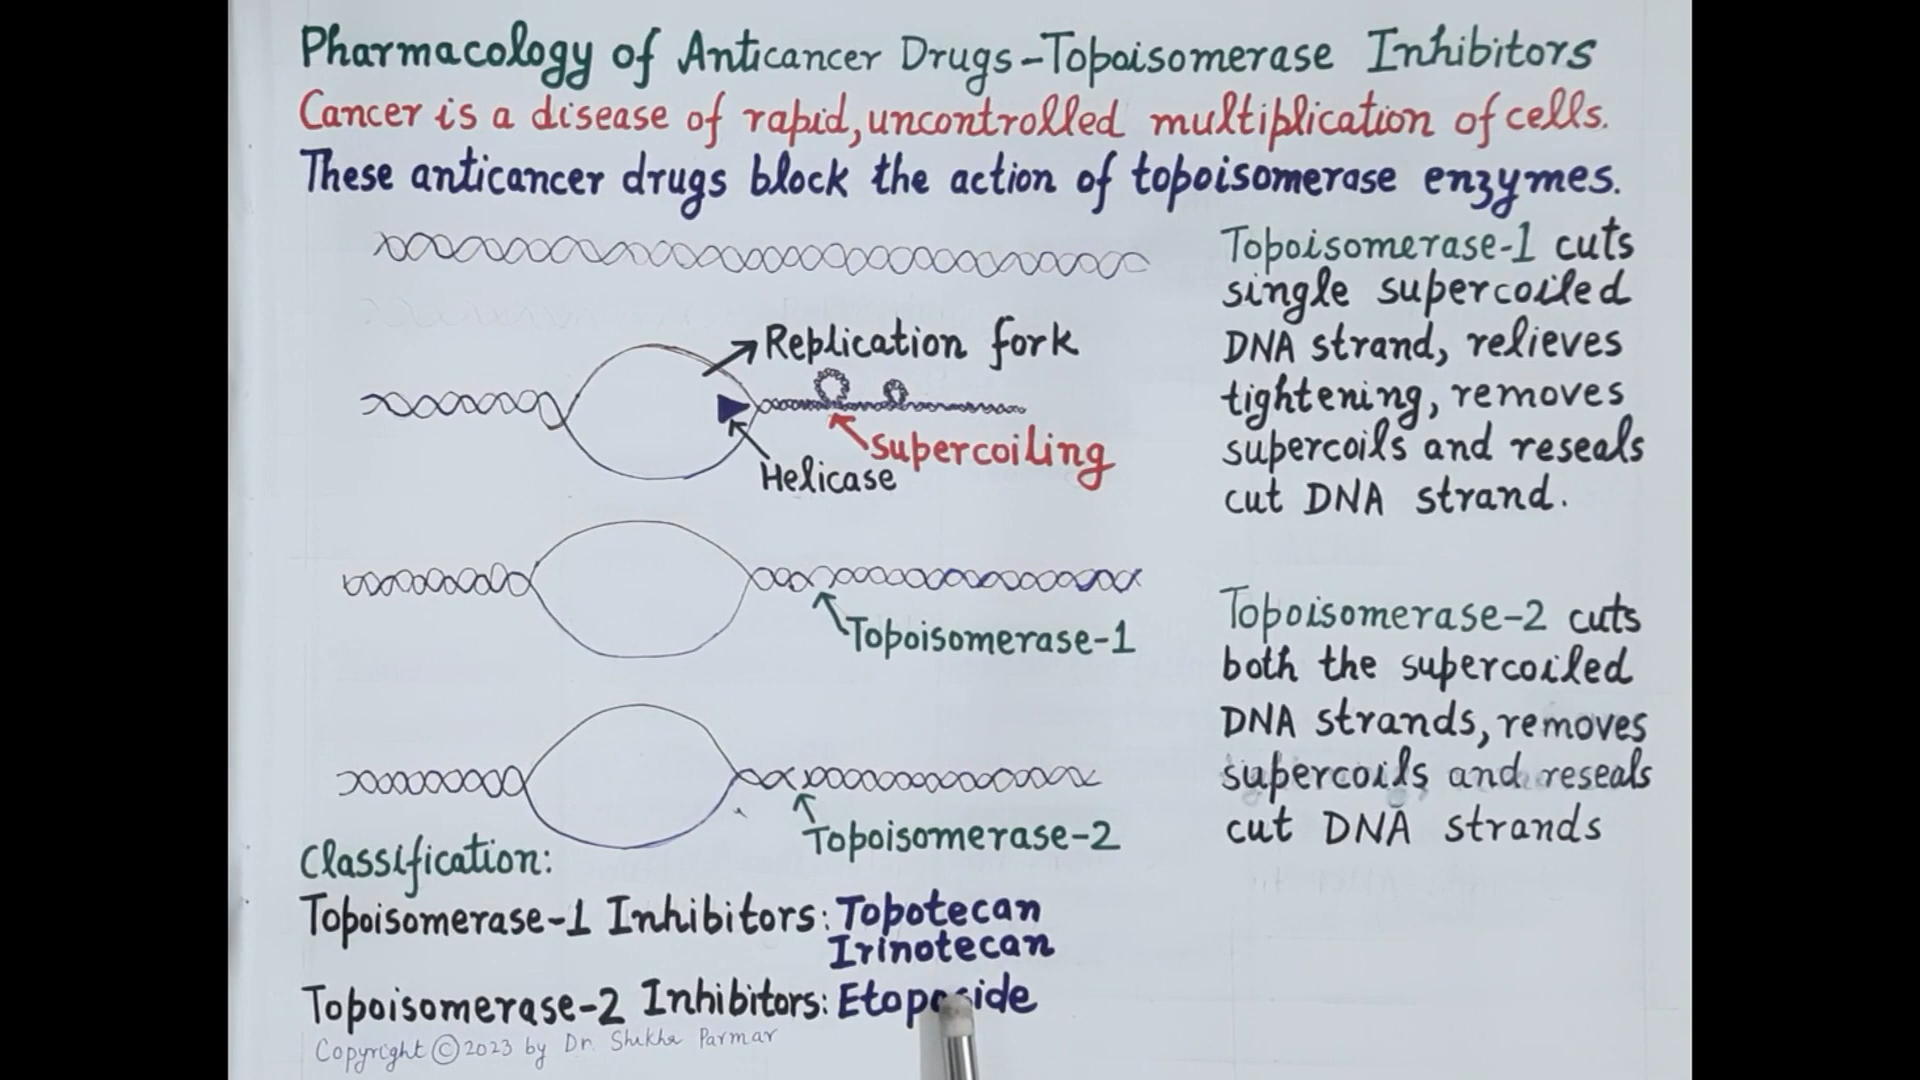 Pharmacology of Anticancer Drugs-Topoisomerase Inhibitors
Cancer is a disease of rapid, uncontrolled multiplication of cells.
These anticancer drugs block the action of topoisomerase enzymes.
Replication fork
Supercoiling
Helicase
Topoisomerase-1
Topoisomerase-2
Topoisomerase-1 cuts
single supercoiled
DNA strand, relieves
tightening, removes
supercoils and reseals
cut DNA strand.
Topoisomerase-2 cuts
both the supercoiled
DNA strands, removes
supercoils and reseals
cut DNA strands
Classification:
Topoisomerase-1 Inhibitors: Topotecan
Irinotecan
Topoisomerase-2 Inhibitors: Etoposide
Copyright ©2023 by Dr. Shikha Parmar